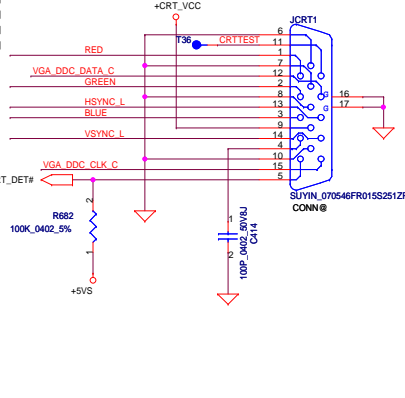 +CRT_VCC
JCRT1
6
T36
CRTTEST
11
RED
1
7
VGA_DDC_DATA_C
12
GREEN
2
8
G
16
HSYNC_L
13
G
17
BLUE
3
9
VSYNC_L
14
4
10
VGA_DDC_CLK_C
15
T_DET#
5
SUYIN_070546FR015S251ZF
CONN@
2
R682
100K_0402_5%
1
+5VS
1
2
C414
100P_0402_50V8J